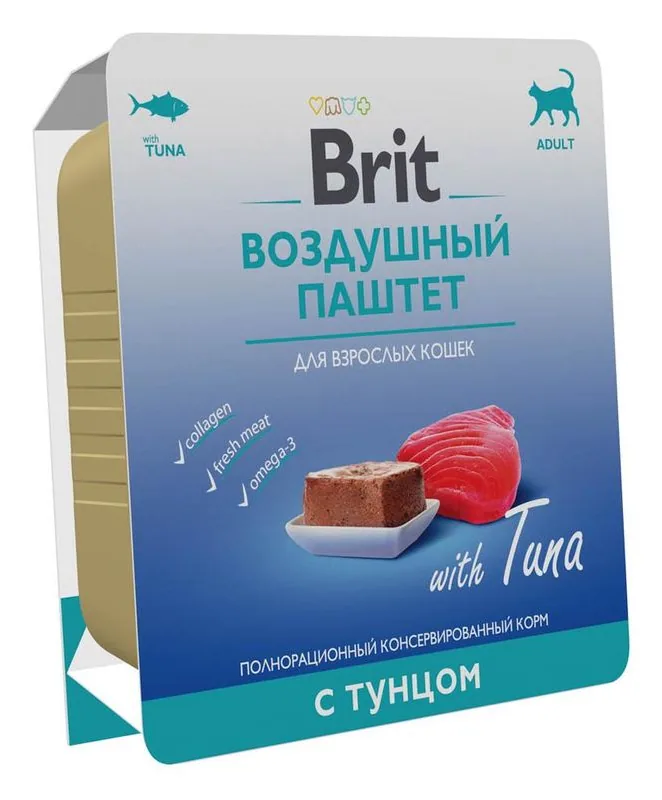 with
TUNA
ADULT
Brit
ВОЗДУШНЫЙ
ПАШТЕТ
ДЛЯ ВЗРОСЛЫХ КОШЕК
collagen
fresh meat
omega-3
with Tuna
ПОЛНОРАЦИОННЫЙ КОНСЕРВИРОВАННЫЙ КОРМ
С ТУНЦОМ